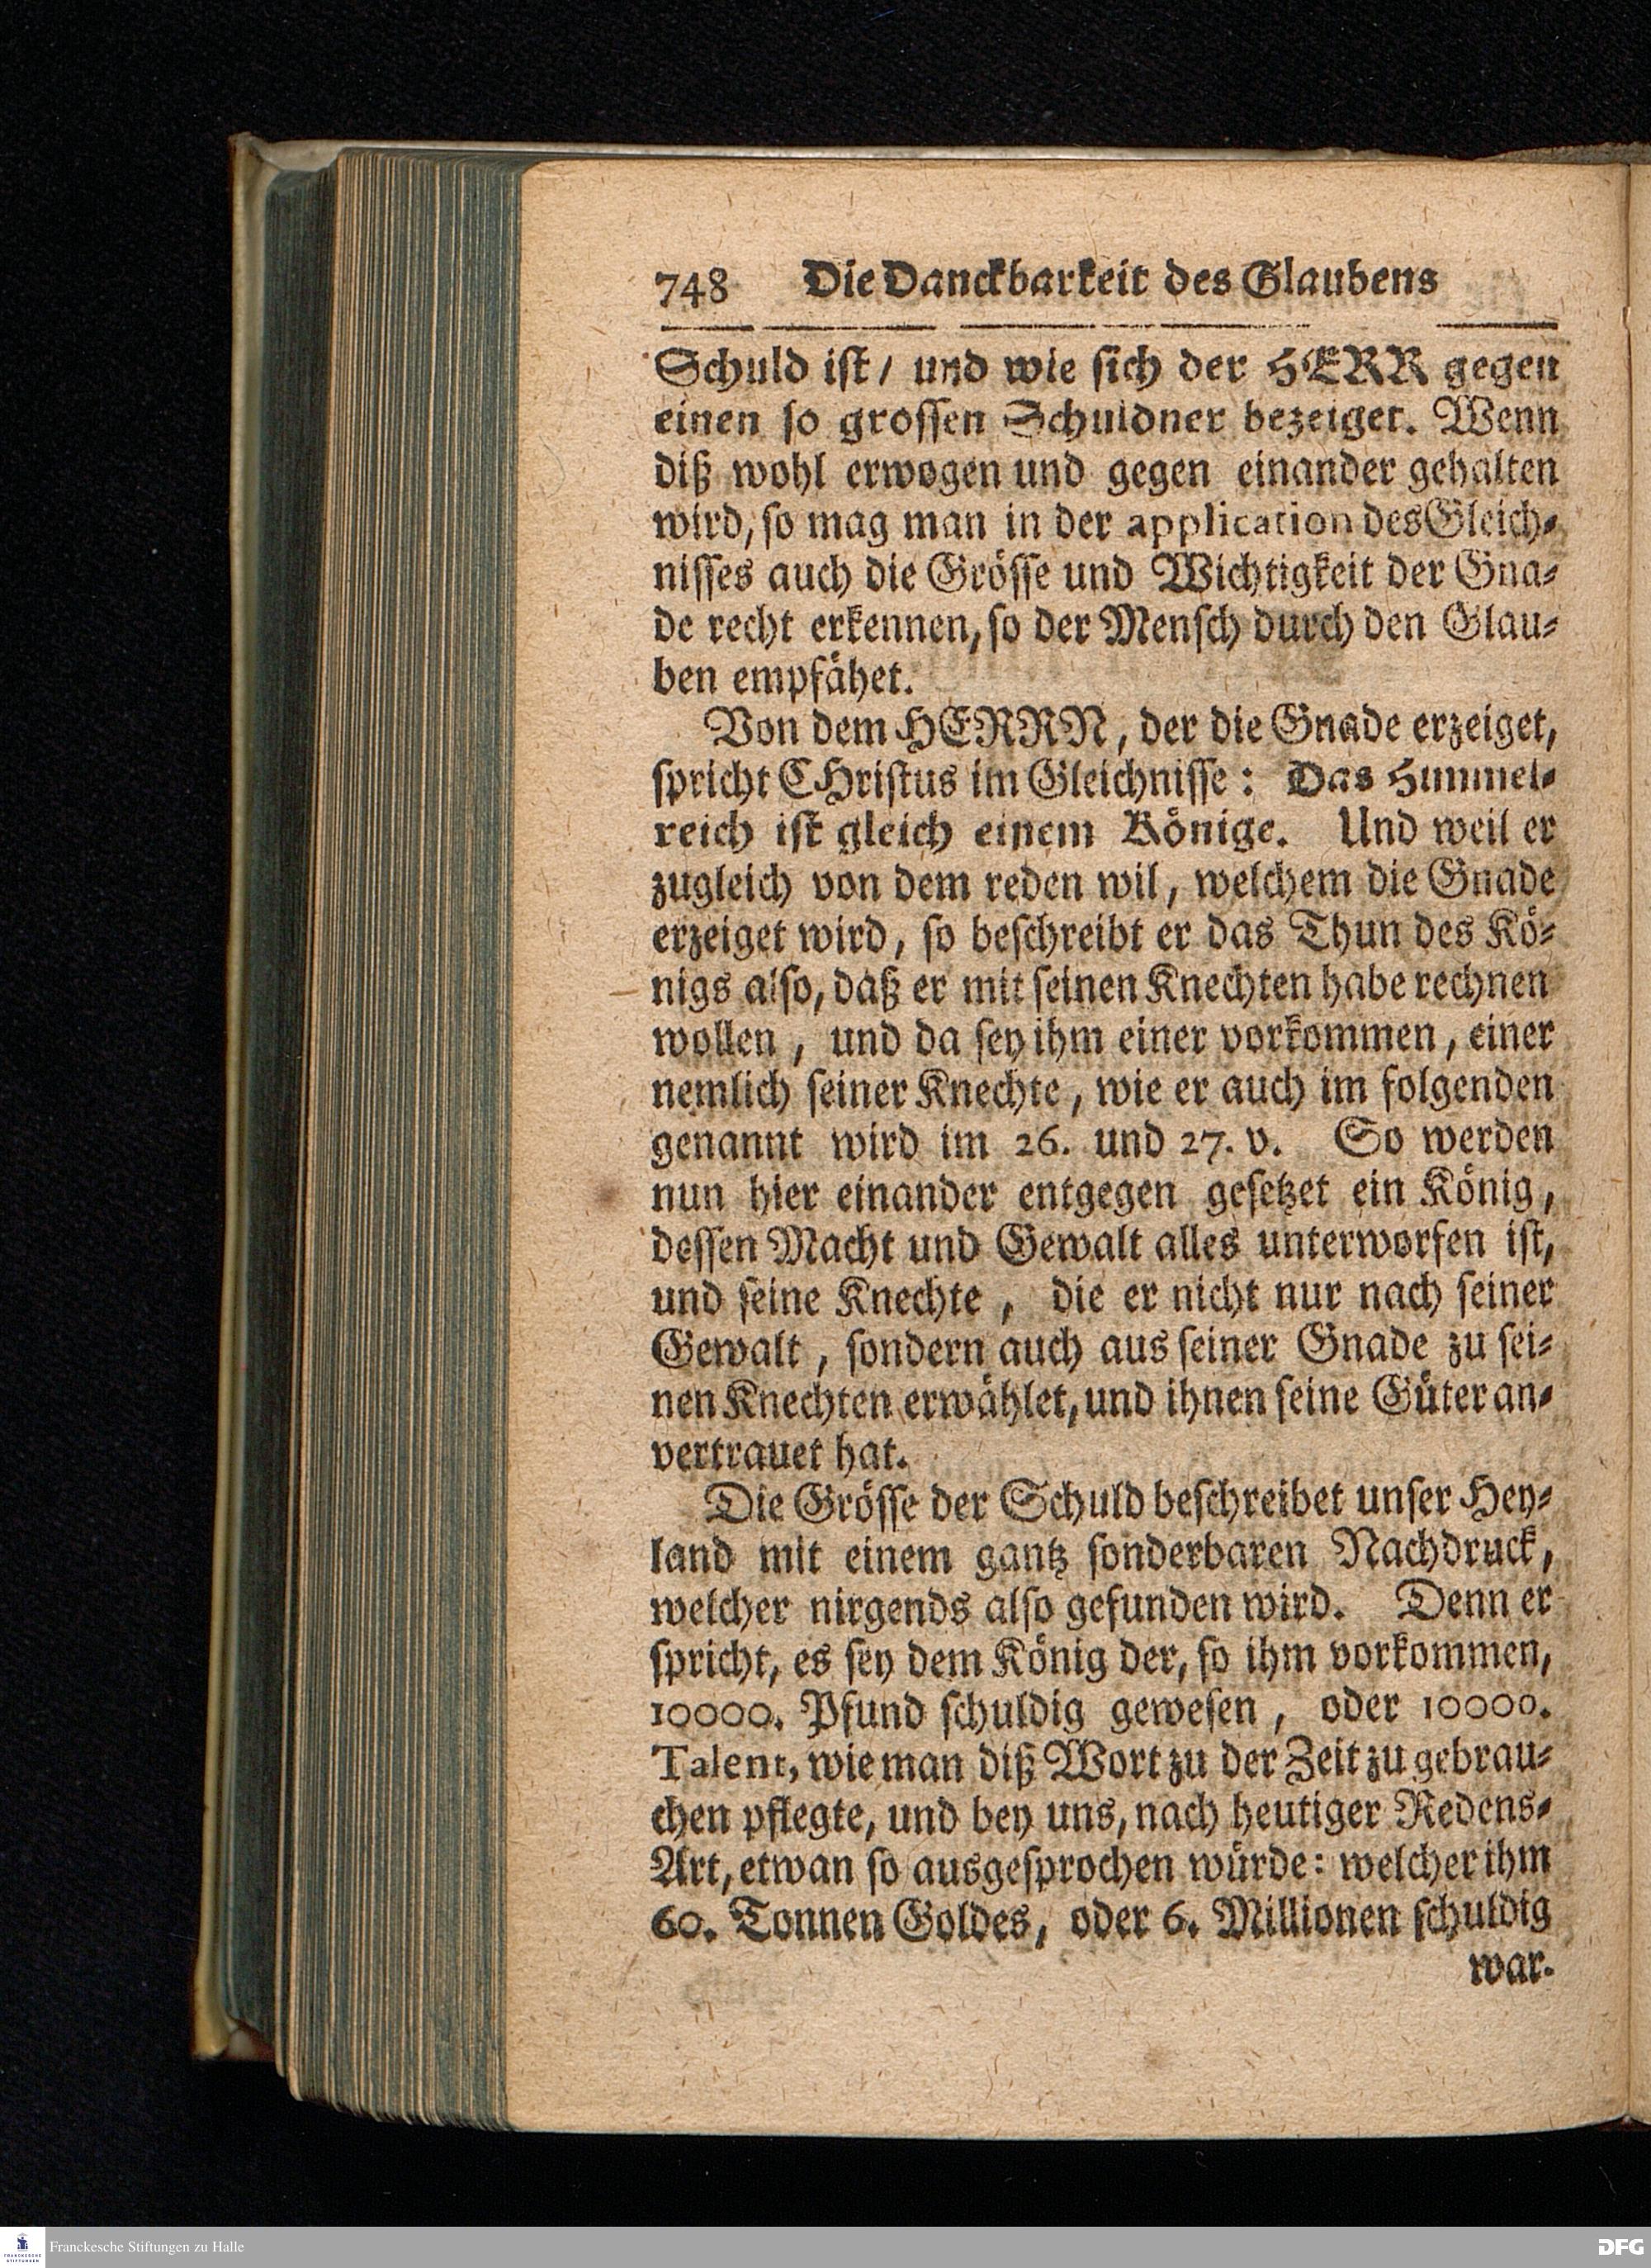 748 Die Danckbarkeit des Glaubens
Schuld ist / und wie sich der HERR gegen
einen so grossen Schuldner bezeiget. Wenn
diß wohl erwogen und gegen einander gehalten
wird, so mag man in der application des Gleich-
nisses auch die Grösse und Wichtigkeit der Gna-
de recht erkennen, so der Mensch durch den Glau-
ben empfähet.
Von dem HERRN, der die Gnade erzeiget,
spricht CHristus im Gleichnisse: Das Himmel-
reich ist gleich einem Könige. Und weil er
zugleich von dem reden wil, welchem die Gnade
erzeiget wird, so beschreibt er das Thun des Kö-
nigs also, daß er mit seinen Knechten habe rechnen
wollen, und da sey ihm einer vorkommen, einer
nemlich seiner Knechte, wie er auch im folgenden
genannt wird im 26. und 27. v. So werden
nun hier einander entgegen gesetzet ein König,
dessen Macht und Gewalt alles unterworfen ist,
und seine Knechte, die er nicht nur nach seiner
Gewalt, sondern auch aus seiner Gnade zu sei-
nen Knechten erwählet, und ihnen seine Güter an-
vertrauet hat.
Die Grösse der Schuld beschreibet unser Hey-
land mit einem gantz sonderbaren Nachdruck,
welcher nirgends also gefunden wird. Denn er
spricht, es sey dem König der, so ihm vorkommen,
10000. Pfund schuldig gewesen, oder 10000.
Talent, wie man diß Wort zu der Zeit zu gebrau-
chen pflegte, und bey uns, nach heutiger Redens-
Art, etwan so ausgesprochen würde: welcher ihm
60. Tonnen Goldes, oder 6. Millionen schuldig
war.
FRANCKESCHE STIFTUNGEN
Franckesche Stiftungen zu Halle
DFG